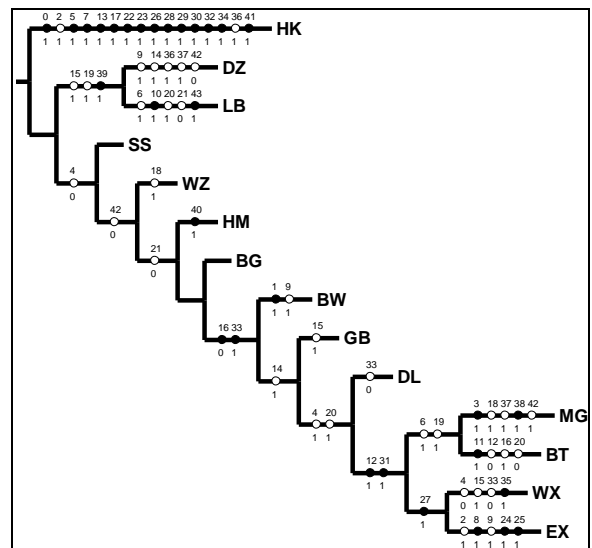 0 2 5 7 13 17 22 23 26 28 29 30 32 34 36 41
HK
1 1 1 1 1 1 1 1 1 1 1 1 1 1 1 1
9 14 36 37 42
DZ
1 1 1 1 0
15 19 39
1 1 1
6 10 20 21 43
LB
1 1 1 0 1
SS
4
0
18
WZ
1
42
0
40
HM
1
21
0
BG
1 9
BW
1 1
16 33
0 1
15
GB
1
14
1
33
DL
0
4 20
1 1
3 18 37 38 42
MG
1 1 1 1 1
6 19
1 1
11 12 16 20
BT
1 0 1 0
12 31
1 1
4 15 33 35
WX
0 1 0 1
27
1
2 8 9 24 25
EX
1 1 1 1 1